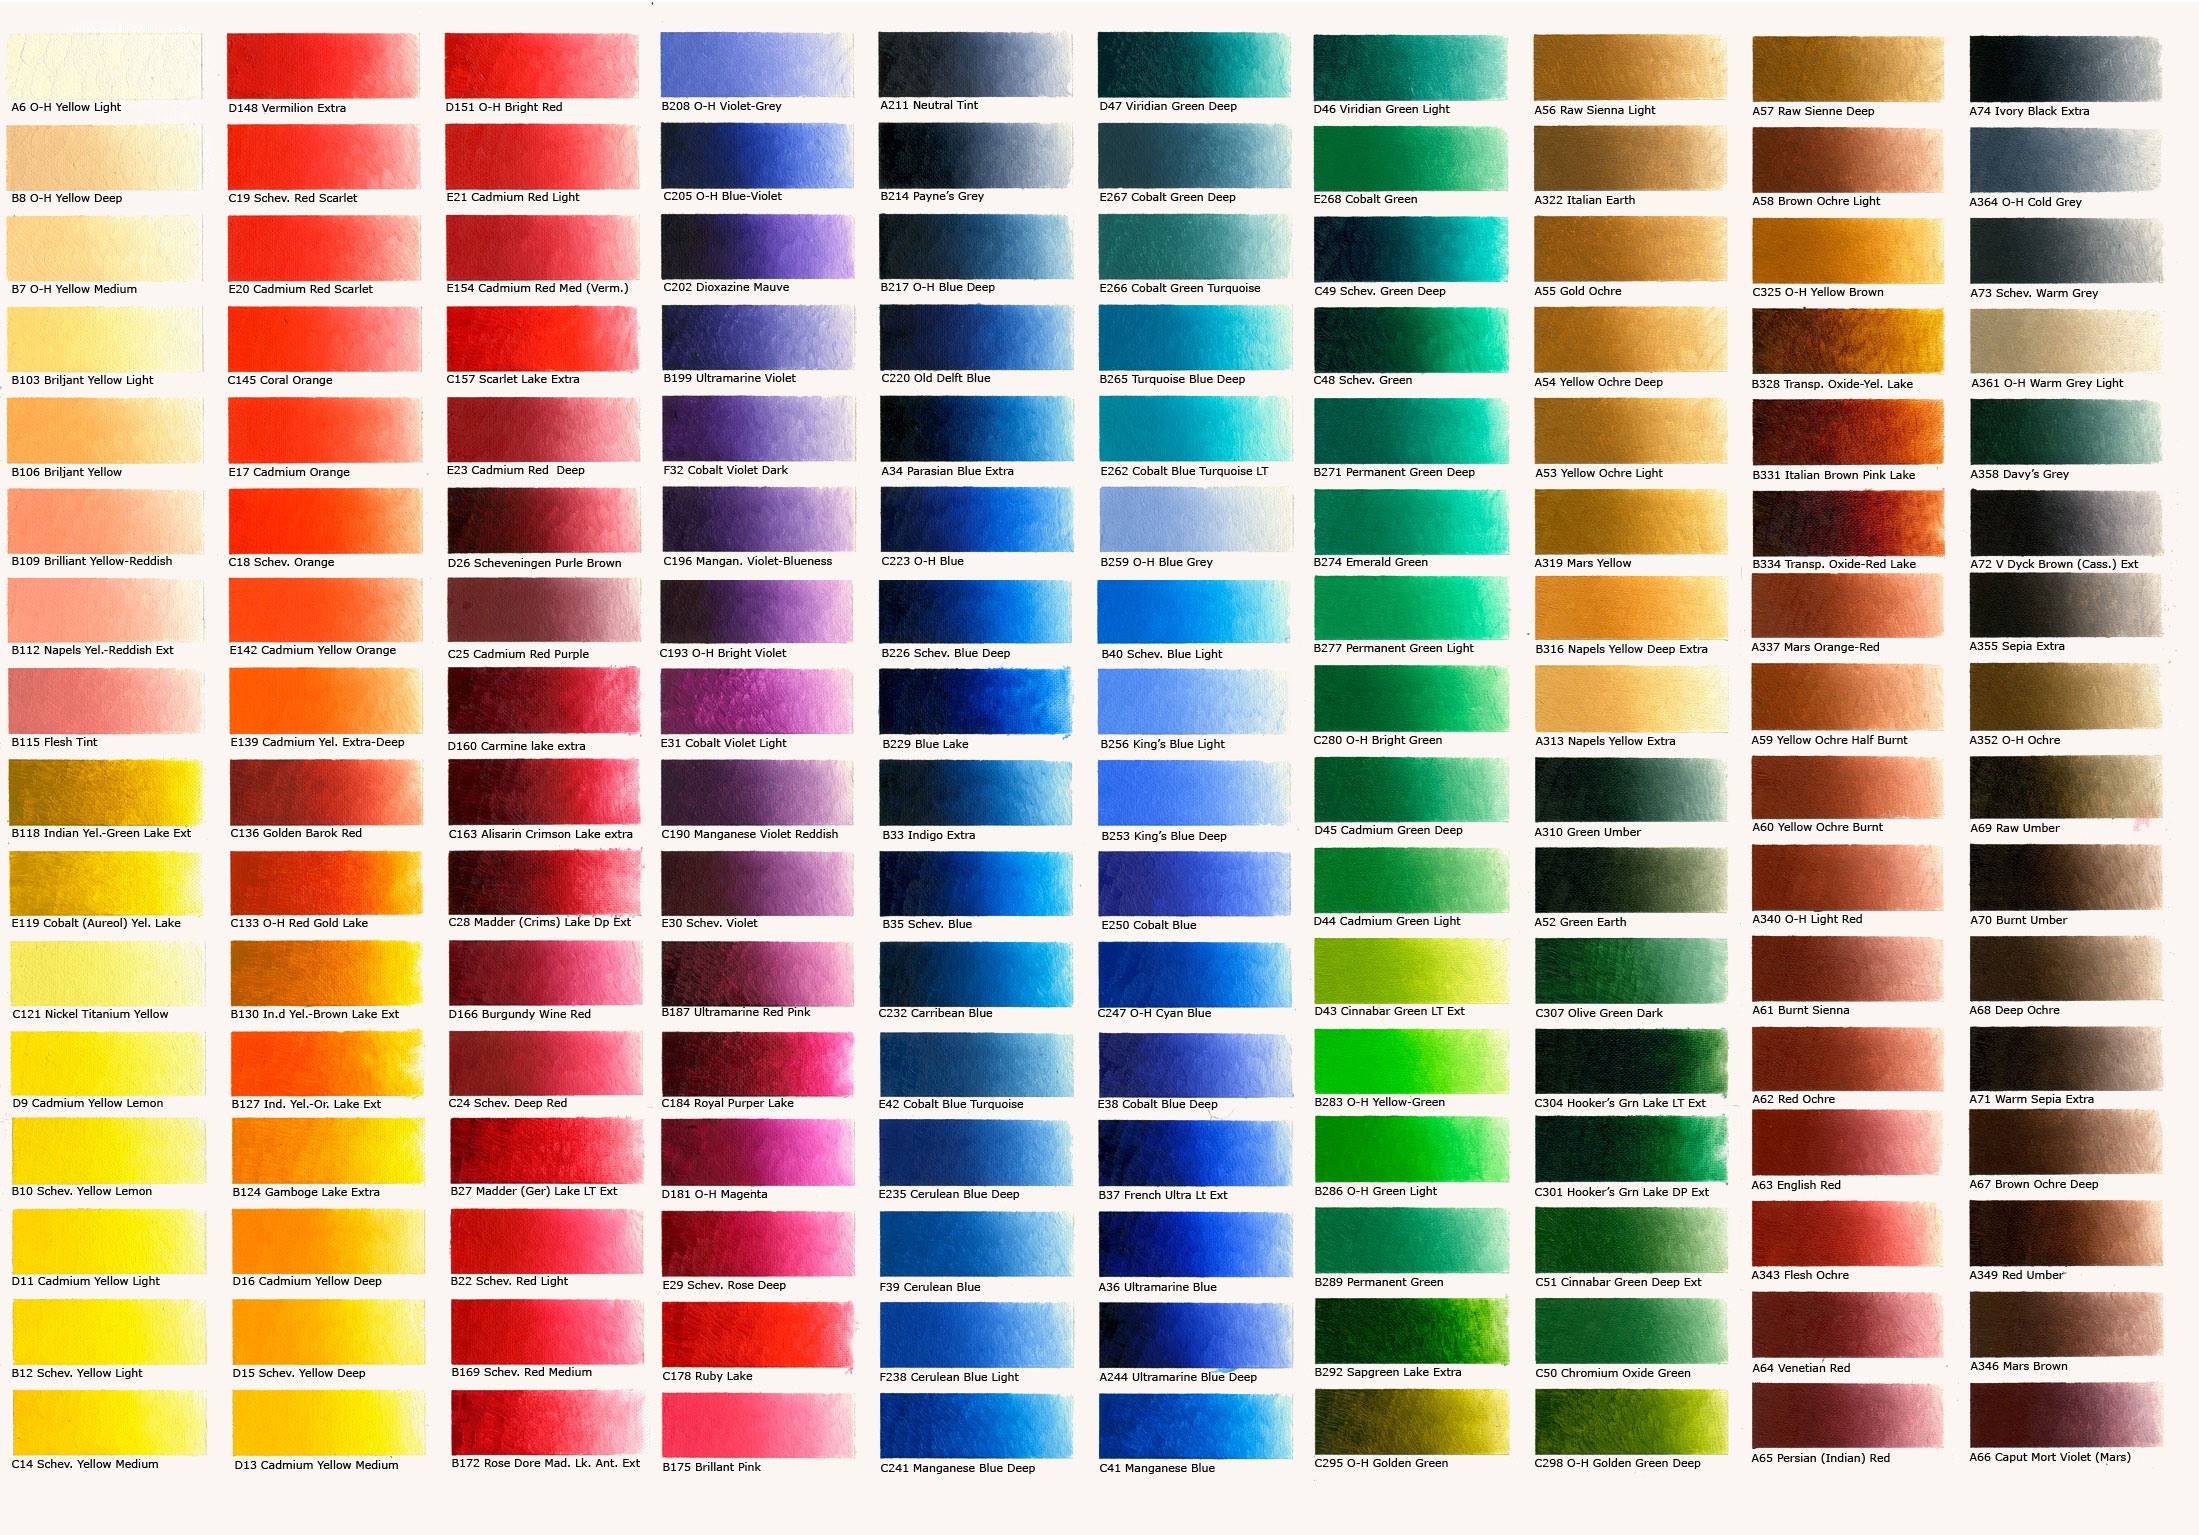 A6 O-H Yellow Light
D148 Vermilion Extra
D151 O-H Bright Red
B208 O-H Violet-Grey
A211 Neutral Tint
D47 Viridian Green Deep
D46 Viridian Green Light
A56 Raw Sienna Light
A57 Raw Sienne Deep
A74 Ivory Black Extra
B8 O-H Yellow Deep
C19 Schev. Red Scarlet
E21 Cadmium Red Light
C205 O-H Blue-Violet
B214 Payne's Grey
E267 Cobalt Green Deep
E268 Cobalt Green
A322 Italian Earth
A58 Brown Ochre Light
A364 O-H Cold Grey
B7 O-H Yellow Medium
E20 Cadmium Red Scarlet
E154 Cadmium Red Med (Verm.)
C202 Dioxazine Mauve
B217 O-H Blue Deep
E266 Cobalt Green Turquoise
C49 Schev. Green Deep
A55 Gold Ochre
C325 O-H Yellow Brown
A73 Schev. Warm Grey
B103 Briljant Yellow Light
C145 Coral Orange
C157 Scarlet Lake Extra
B199 Ultramarine Violet
C220 Old Delft Blue
B265 Turquoise Blue Deep
C48 Schev. Green
A54 Yellow Ochre Deep
B328 Transp. Oxide-Yel. Lake
A361 O-H Warm Grey Light
B106 Briljant Yellow
E17 Cadmium Orange
E23 Cadmium Red  Deep
F32 Cobalt Violet Dark
A34 Parasian Blue Extra
E262 Cobalt Blue Turquoise LT
B271 Permanent Green Deep
A53 Yellow Ochre Light
B331 Italian Brown Pink Lake
A358 Davy's Grey
B109 Brilliant Yellow-Reddish
C18 Schev. Orange
D26 Scheveningen Purle Brown
C196 Mangan. Violet-Blueness
C223 O-H Blue
B259 O-H Blue Grey
B274 Emerald Green
A319 Mars Yellow
B334 Transp. Oxide-Red Lake
A72 V Dyck Brown (Cass.) Ext
B112 Napels Yel.-Reddish Ext
E142 Cadmium Yellow Orange
C25 Cadmium Red Purple
C193 O-H Bright Violet
B226 Schev. Blue Deep
B40 Schev. Blue Light
B277 Permanent Green Light
B316 Napels Yellow Deep Extra
A337 Mars Orange-Red
A355 Sepia Extra
B115 Flesh Tint
E139 Cadmium Yel. Extra-Deep
D160 Carmine lake extra
E31 Cobalt Violet Light
B229 Blue Lake
B256 King's Blue Light
C280 O-H Bright Green
A313 Napels Yellow Extra
A59 Yellow Ochre Half Burnt
A352 O-H Ochre
B118 Indian Yel.-Green Lake Ext
C136 Golden Barok Red
C163 Alisarin Crimson Lake extra
C190 Manganese Violet Reddish
B33 Indigo Extra
B253 King's Blue Deep
D45 Cadmium Green Deep
A310 Green Umber
A60 Yellow Ochre Burnt
A69 Raw Umber
E119 Cobalt (Aureol) Yel. Lake
C133 O-H Red Gold Lake
C28 Madder (Crims) Lake Dp Ext
E30 Schev. Violet
B35 Schev. Blue
E250 Cobalt Blue
D44 Cadmium Green Light
A52 Green Earth
A340 O-H Light Red
A70 Burnt Umber
C121 Nickel Titanium Yellow
B130 In.d Yel.-Brown Lake Ext
D166 Burgundy Wine Red
B187 Ultramarine Red Pink
C232 Carribean Blue
C247 O-H Cyan Blue
D43 Cinnabar Green LT Ext
C307 Olive Green Dark
A61 Burnt Sienna
A68 Deep Ochre
D9 Cadmium Yellow Lemon
B127 Ind. Yel.-Or. Lake Ext
C24 Schev. Deep Red
C184 Royal Purper Lake
E42 Cobalt Blue Turquoise
E38 Cobalt Blue Deep
B283 O-H Yellow-Green
C304 Hooker's Grn Lake LT Ext
A62 Red Ochre
A71 Warm Sepia Extra
B10 Schev. Yellow Lemon
B124 Gamboge Lake Extra
B27 Madder (Ger) Lake LT Ext
D181 O-H Magenta
E235 Cerulean Blue Deep
B37 French Ultra Lt Ext
B286 O-H Green Light
C301 Hooker's Grn Lake DP Ext
A63 English Red
A67 Brown Ochre Deep
D11 Cadmium Yellow Light
D16 Cadmium Yellow Deep
B22 Schev. Red Light
E29 Schev. Rose Deep
F39 Cerulean Blue
A36 Ultramarine Blue
B289 Permanent Green
C51 Cinnabar Green Deep Ext
A343 Flesh Ochre
A349 Red Umber
B12 Schev. Yellow Light
D15 Schev. Yellow Deep
B169 Schev. Red Medium
C178 Ruby Lake
F238 Cerulean Blue Light
A244 Ultramarine Blue Deep
B292 Sapgreen Lake Extra
C50 Chromium Oxide Green
A64 Venetian Red
A346 Mars Brown
C14 Schev. Yellow Medium
D13 Cadmium Yellow Medium
B172 Rose Dore Mad. Lk. Ant. Ext
B175 Brillant Pink
C241 Manganese Blue Deep
C41 Manganese Blue
C295 O-H Golden Green
C298 O-H Golden Green Deep
A65 Persian (Indian) Red
A66 Caput Mort Violet (Mars)